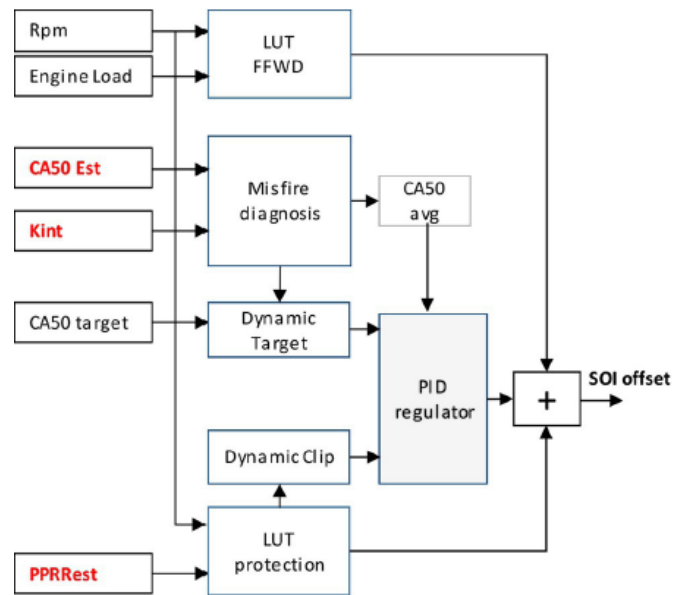 Rpm
LUT
FFWD
Engine Load
CA50 Est
Misfire
diagnosis
CA50
avg
Kint
CA50 target
Dynamic
Target
PID
regulator
+
SOI offset
Dynamic Clip
LUT
protection
PPRRest